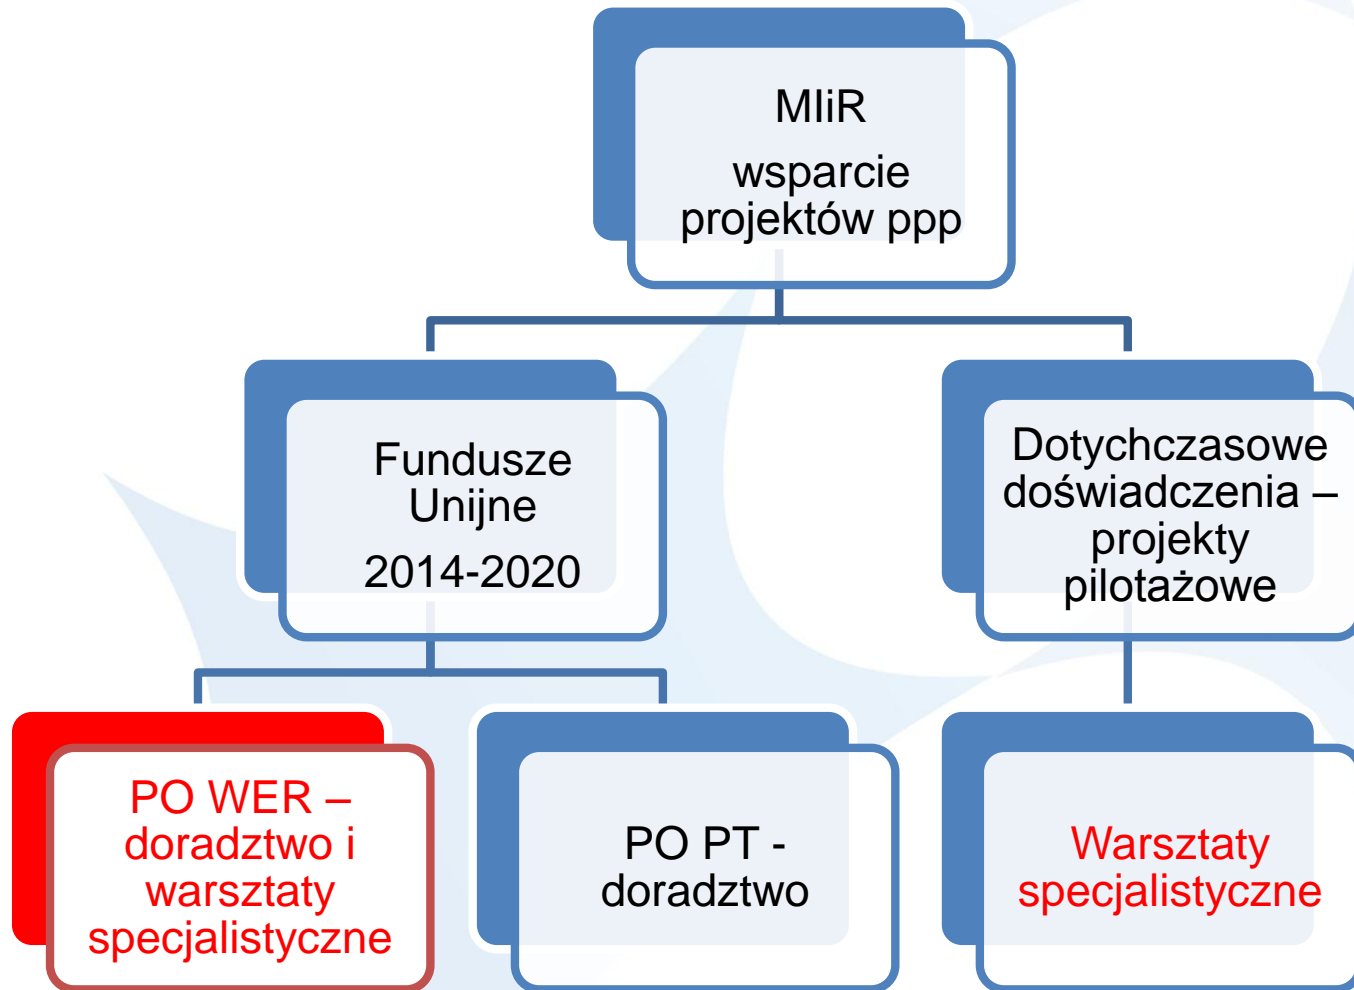 MIiR
wsparcie
projektów ppp
Fundusze
Unijne
2014-2020
Dotychczasowe
doświadczenia –
projekty
pilotażowe
PO WER –
doradztwo i
warsztaty
specjalistyczne
PO PT -
doradztwo
Warsztaty
specjalistyczne